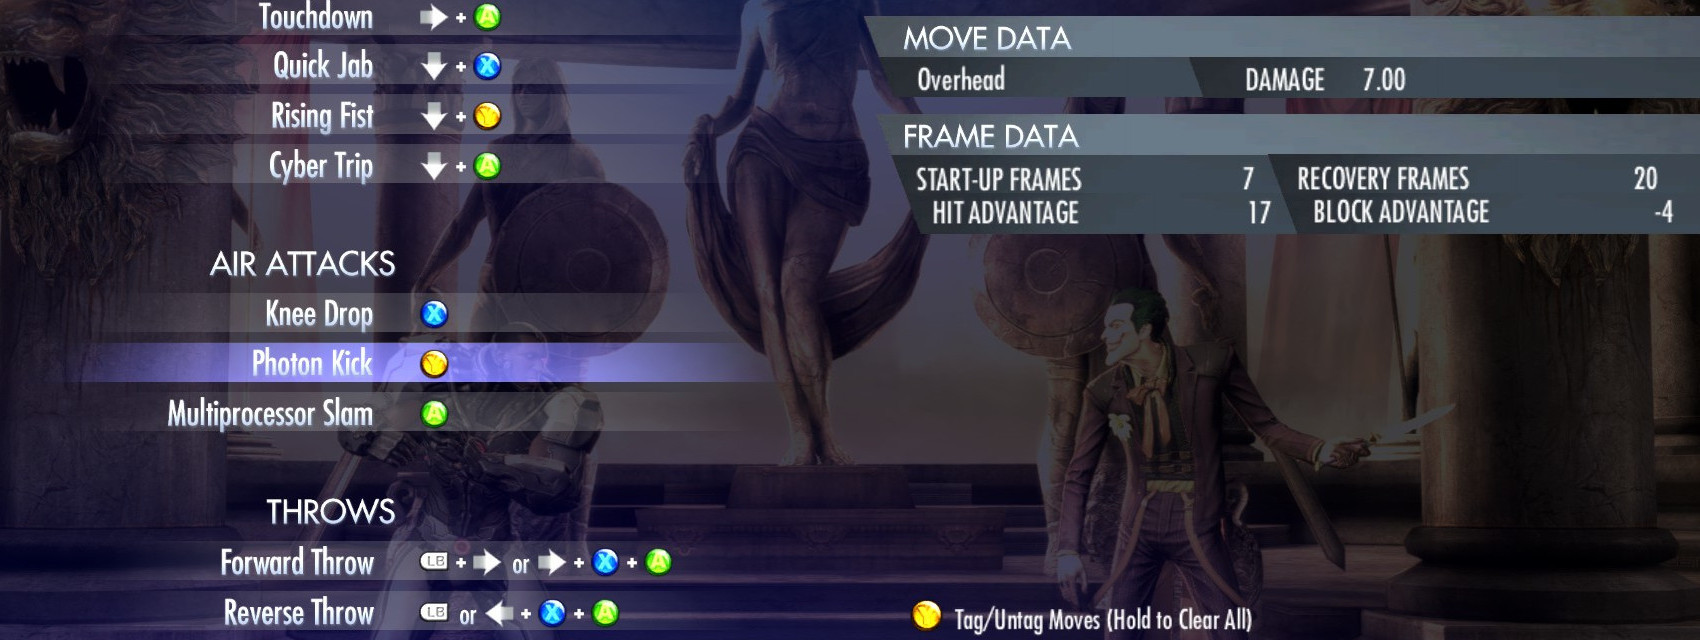 Touchdown + A
Quick Jab + X
Rising Fist + Y
Cyber Trip + A
AIR ATTACKS
Knee Drop X
Photon Kick Y
Multiprocessor Slam A
THROWS
Forward Throw LB + or + X + A
Reverse Throw LB or + X + A
MOVE DATA
Overhead DAMAGE 7.00
FRAME DATA
START-UP FRAMES 7 RECOVERY FRAMES 20
HIT ADVANTAGE 17 BLOCK ADVANTAGE -4
Y Tag/Untag Moves (Hold to Clear All)